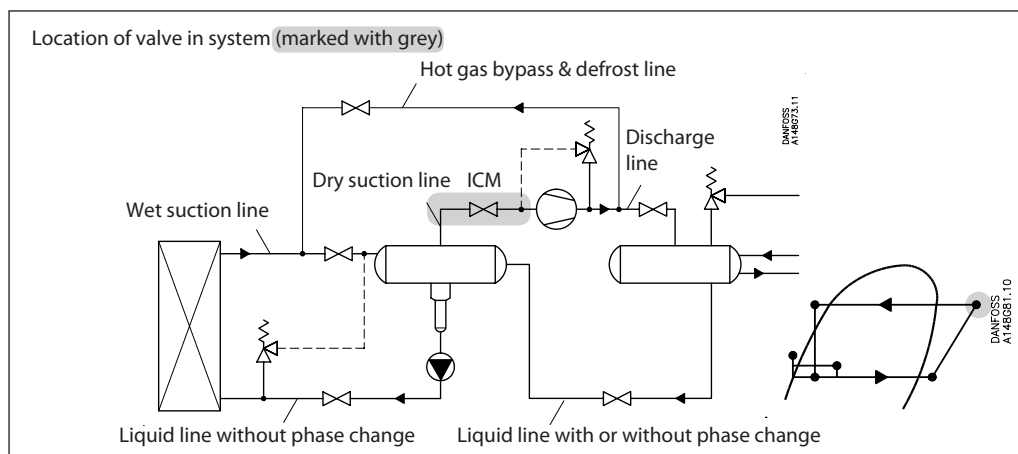 Location of valve in system (marked with grey)
Hot gas bypass & defrost line
DANFOSS
A148G73.11
Discharge
line
Dry suction line
ICM
Wet suction line
DANFOSS
A148G81.10
Liquid line without phase change
Liquid line with or without phase change